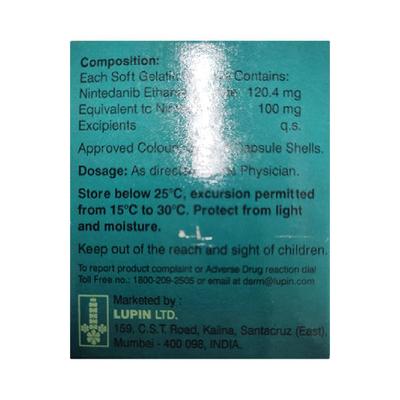 Composition:
Each Soft Gelatin Contains:
Nintedanib Ethane 120.4 mg
Equivalent to 100 mg
Excipients q.s.
Approved Colou Capsule Shells.
Dosage: As direc Physician.
Store below 25°C, excursion permitted
from 15°C to 30°C. Protect from light
and moisture.
Keep out of the reach and sight of children.
To report product complaint or Adverse Drug reaction dial
Toll Free no.: 1800-209-2505 or email at dsrm@lupin.com
Marketed by :
LUPIN LTD.
159, C.S.T. Road, Kalina, Santacruz (East),
Mumbai - 400 098, INDIA.